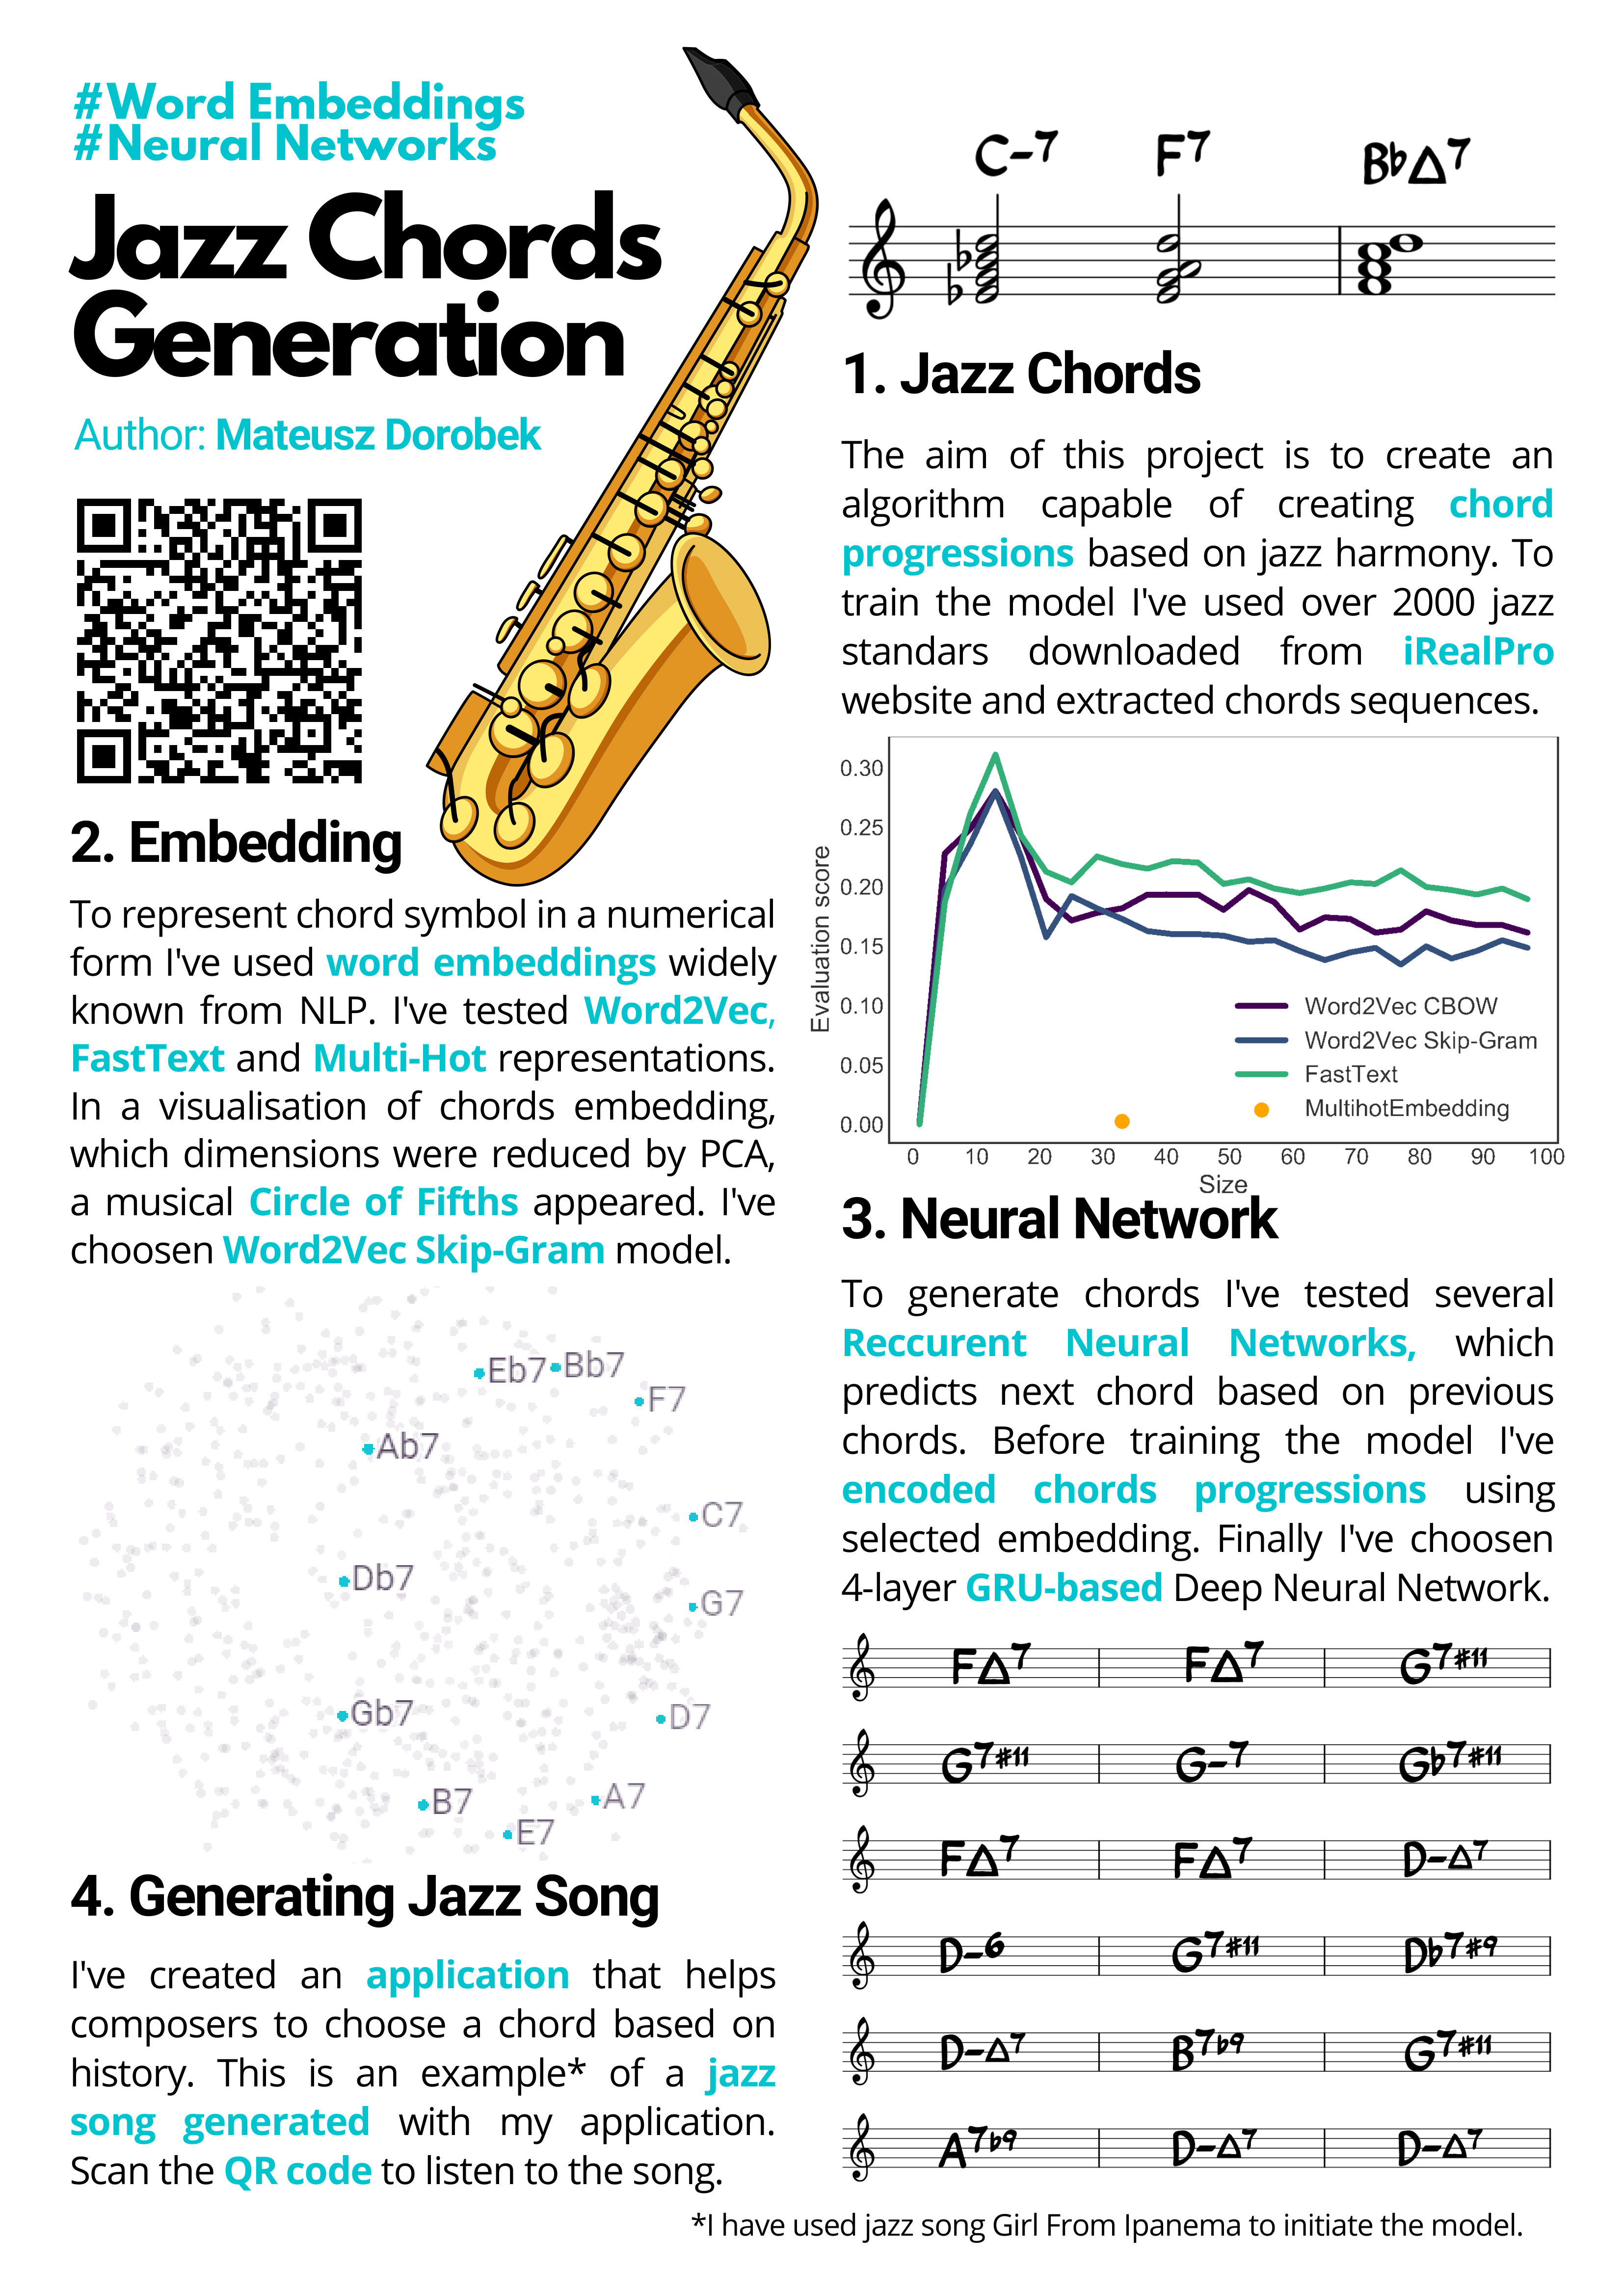 #Word Embeddings
#Neural Networks
Jazz Chords
Generation
Author: Mateusz Dorobek
C-7 F7 Bb△7
1. Jazz Chords
The aim of this project is to create an
algorithm capable of creating chord
progressions based on jazz harmony. To
train the model I've used over 2000 jazz
standars downloaded from iRealPro
website and extracted chords sequences.
2. Embedding
To represent chord symbol in a numerical
form I've used word embeddings widely
known from NLP. I've tested Word2Vec,
FastText and Multi-Hot representations.
In a visualisation of chords embedding,
which dimensions were reduced by PCA,
a musical Circle of Fifths appeared. I've
choosen Word2Vec Skip-Gram model.
Evaluation score
0.30
0.25
0.20
0.15
0.10
0.05
0.00
Word2Vec CBOW
Word2Vec Skip-Gram
FastText
MultihotEmbedding
0 10 20 30 40 50 60 70 80 90 100
Size
Eb7 Bb7
F7
Ab7
C7
Db7
G7
Gb7
D7
B7
A7
E7
3. Neural Network
To generate chords I've tested several
Reccurent Neural Networks, which
predicts next chord based on previous
chords. Before training the model I've
encoded chords progressions using
selected embedding. Finally I've choosen
4-layer GRU-based Deep Neural Network.
4. Generating Jazz Song
I've created an application that helps
composers to choose a chord based on
history. This is an example* of a jazz
song generated with my application.
Scan the QR code to listen to the song.
F△7 F△7 G7#11
G7#11 G-7 Gb7#11
F△7 F△7 D-△7
D-6 G7#11 Db7#9
D-△7 B7b9 G7#11
A7b9 D-△7 D-△7
*I have used jazz song Girl From Ipanema to initiate the model.